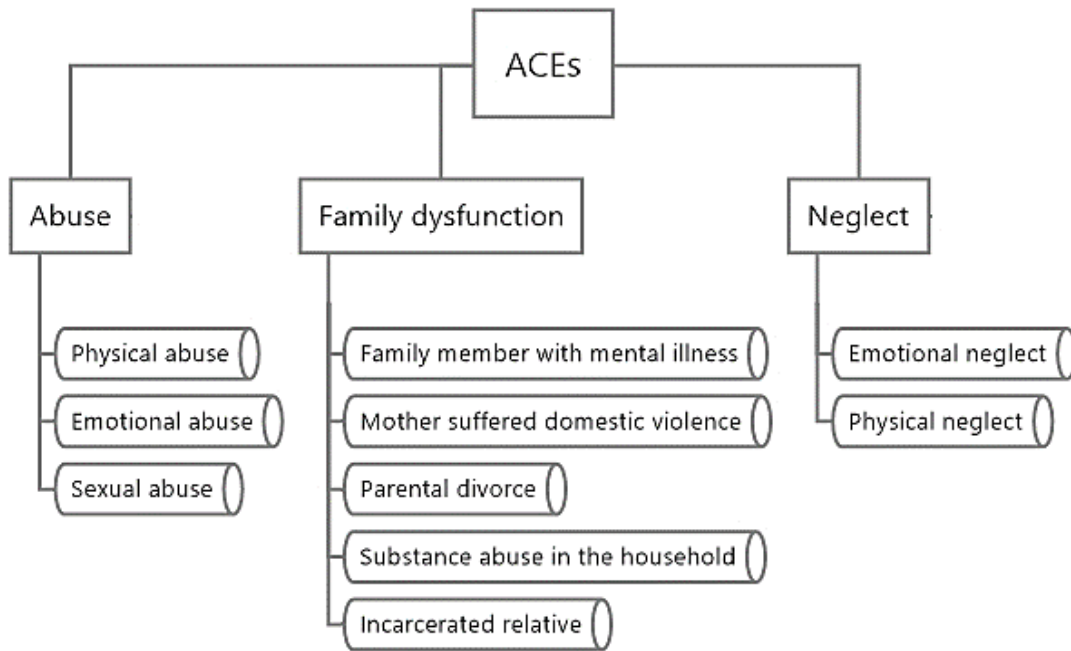 ACEs
Abuse
Family dysfunction
Neglect
Physical abuse
Emotional abuse
Sexual abuse
Family member with mental illness
Mother suffered domestic violence
Parental divorce
Substance abuse in the household
Incarcerated relative
Emotional neglect
Physical neglect